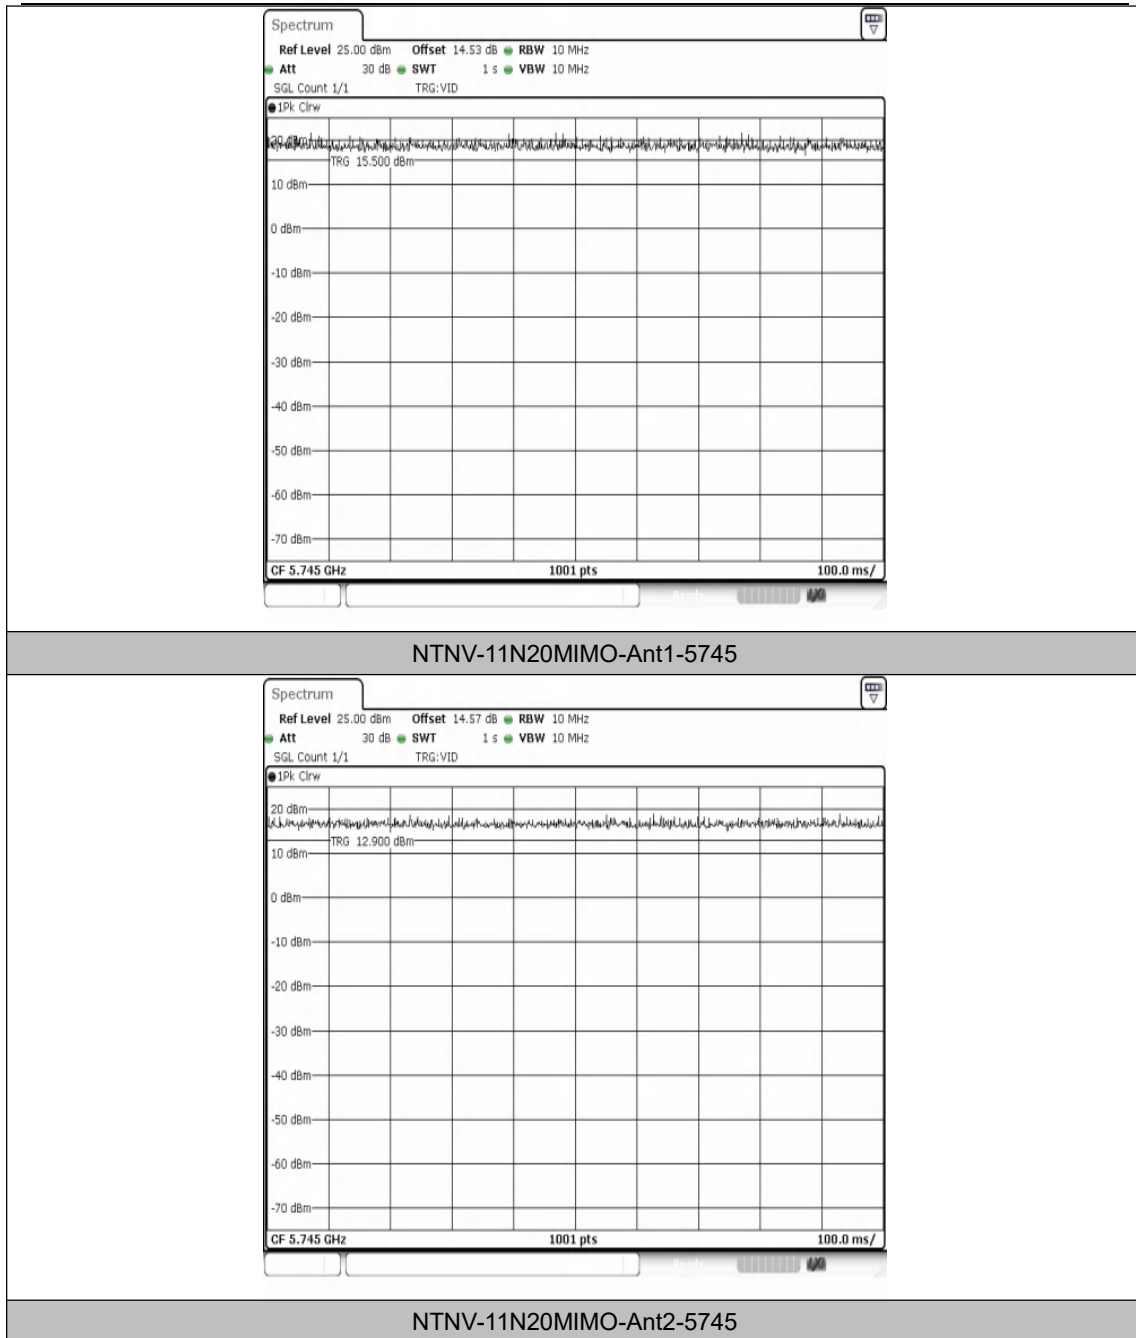 Spectrum
Ref Level 25.00 dBm Offset 14.53 dB RBW 10 MHz
Att 30 dB SWT 1 s VBW 10 MHz
SGL Count 1/1 TRG:VID
1Pk Clrw
20 dBm
TRG 15.500 dBm
10 dBm
0 dBm
-10 dBm
-20 dBm
-30 dBm
-40 dBm
-50 dBm
-60 dBm
-70 dBm
CF 5.745 GHz 1001 pts 100.0 ms/
NTNV-11N20MIMO-Ant1-5745
Spectrum
Ref Level 25.00 dBm Offset 14.57 dB RBW 10 MHz
Att 30 dB SWT 1 s VBW 10 MHz
SGL Count 1/1 TRG:VID
1Pk Clrw
20 dBm
TRG 12.900 dBm
10 dBm
0 dBm
-10 dBm
-20 dBm
-30 dBm
-40 dBm
-50 dBm
-60 dBm
-70 dBm
CF 5.745 GHz 1001 pts 100.0 ms/
NTNV-11N20MIMO-Ant2-5745